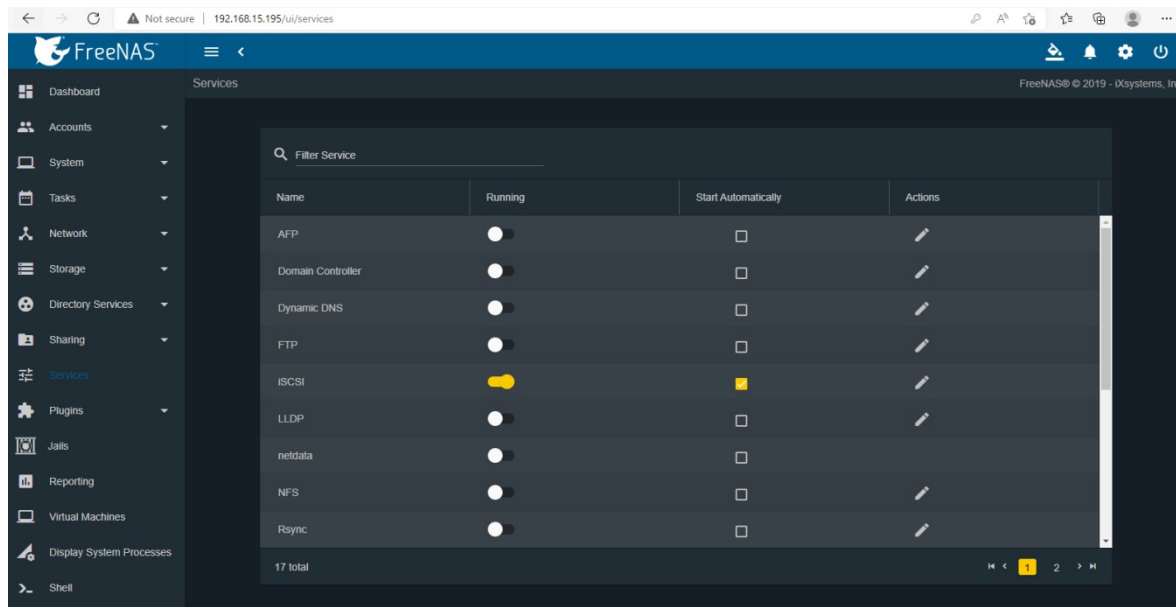 Not secure | 192.168.15.195/ui/services
FreeNAS
Services
FreeNAS® © 2019 - iXsystems, In
Dashboard
Accounts
System
Tasks
Network
Storage
Directory Services
Sharing
Services
Plugins
Jails
Reporting
Virtual Machines
Display System Processes
Shell
Filter Service
Name Running Start Automatically Actions
AFP
Domain Controller
Dynamic DNS
FTP
iSCSI
LLDP
netdata
NFS
Rsync
17 total 1 2